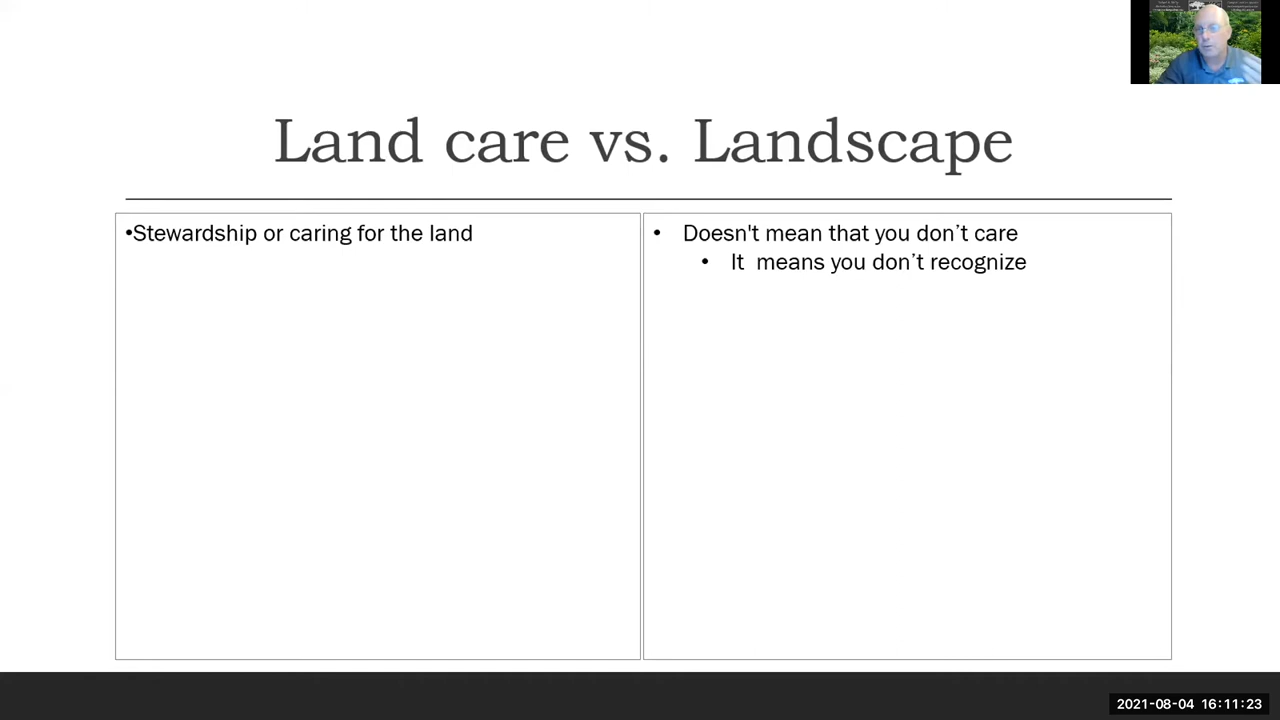 Land care vs. Landscape
•Stewardship or caring for the land
• Doesn't mean that you don’t care
• It  means you don’t recognize
2021-08-04 16:11:23